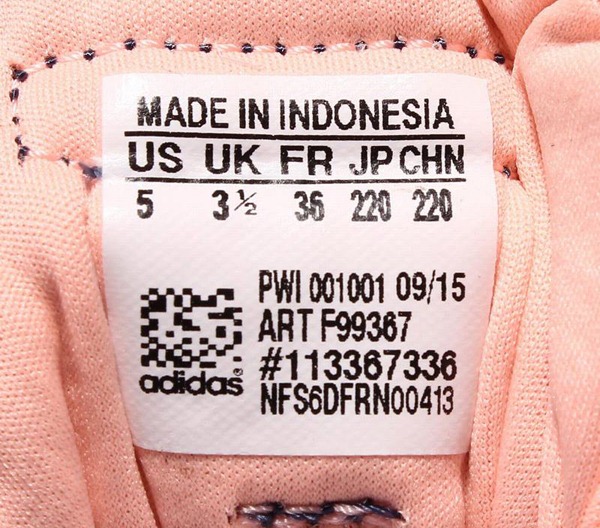 MADE IN INDONESIA
US UK FR JP CHN
5 3½ 36 220 220
PWI 001001 09/15
ART F99367
#113367336
NFS6DFRN00413
adidas